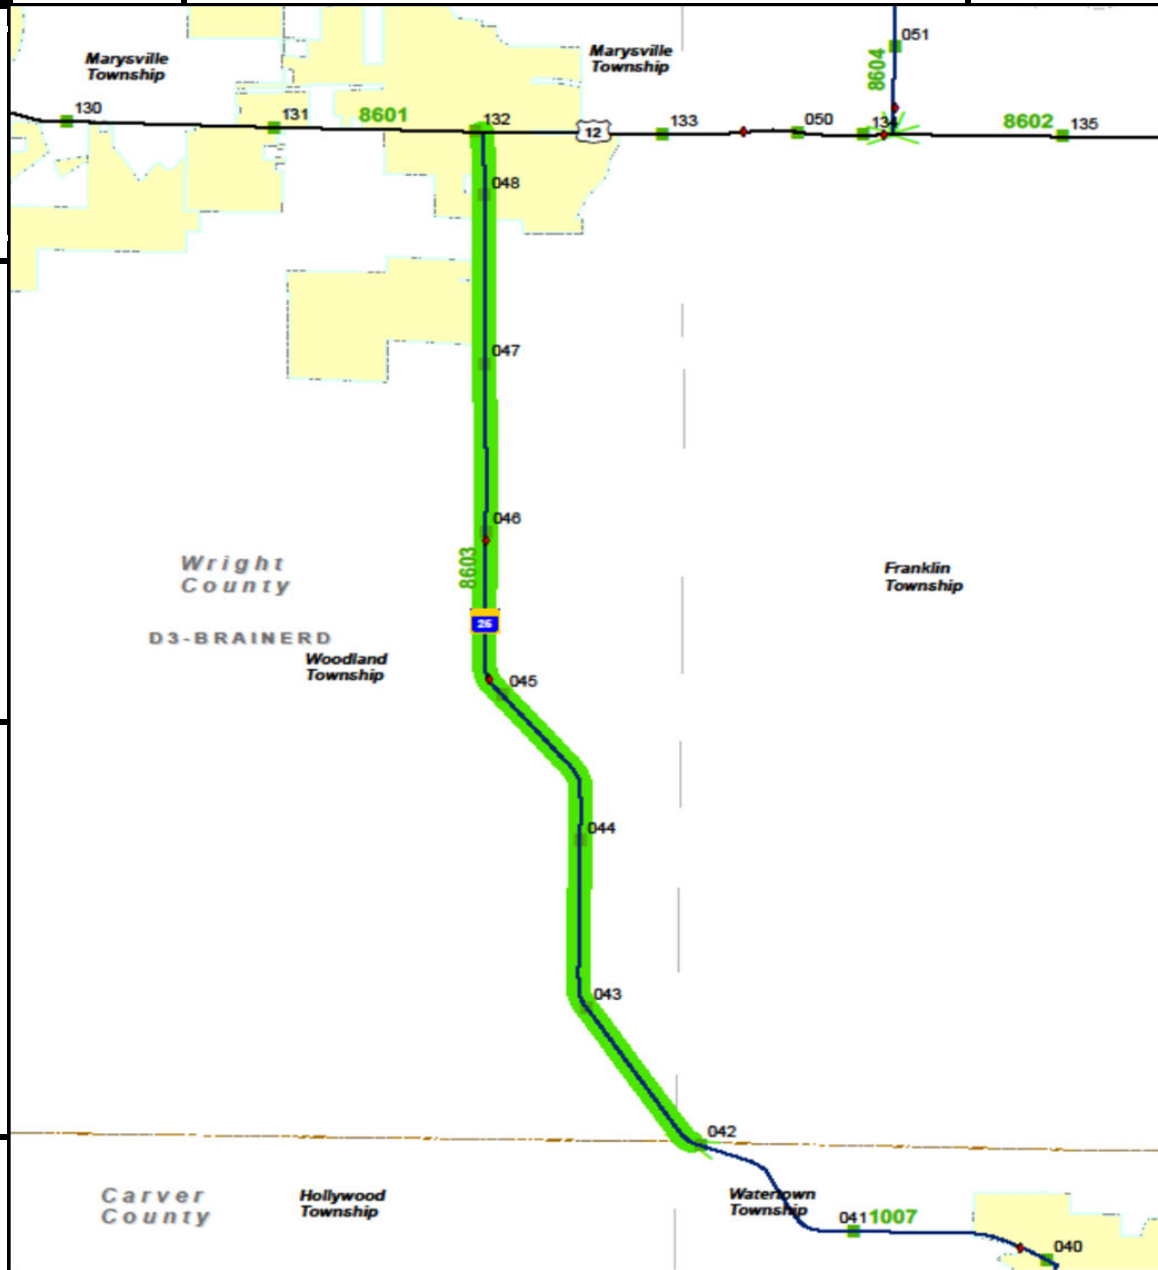 051
Marysville
Township
Marysville
Township
8604
130
131
8601
132
12
133
050
134
8602
135
048
047
046
8603
Wright
County
Franklin
Township
25
D3-BRAINERD
Woodland
Township
045
044
043
042
Carver
County
Hollywood
Township
Watertown
Township
041
1007
040